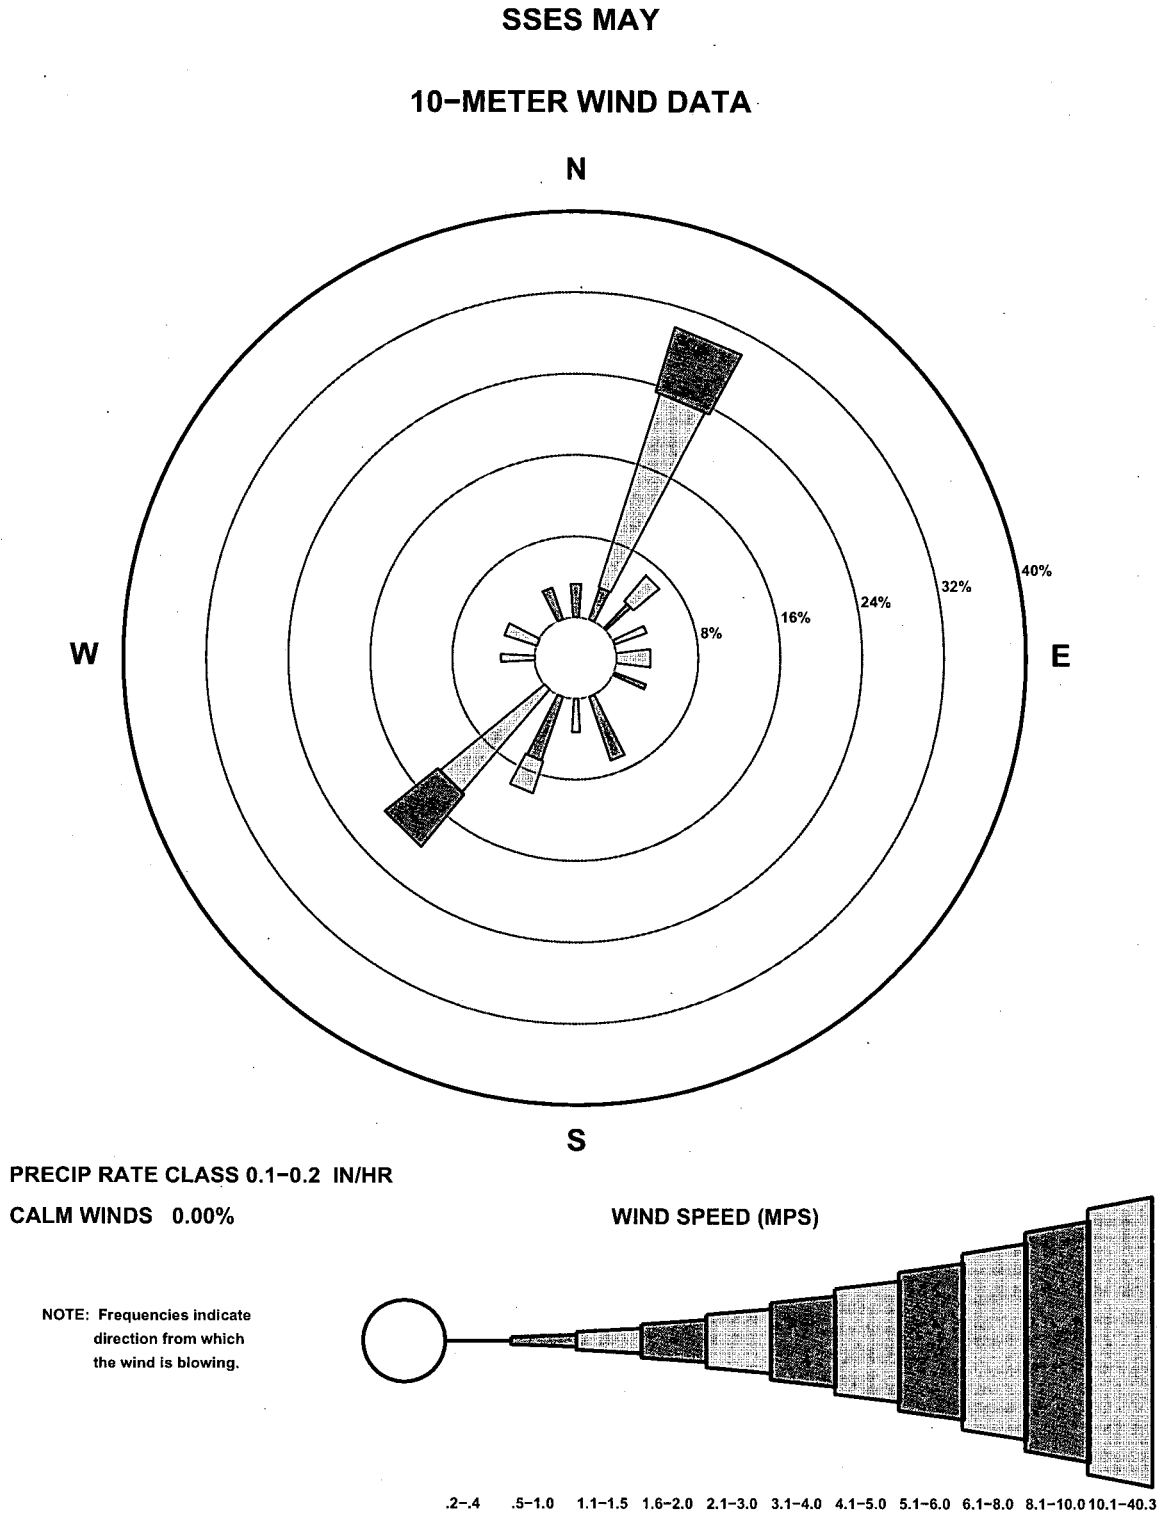 SSES MAY
10−METER WIND DATA
N
40%
32%
24%
16%
8%
W
E
S
PRECIP RATE CLASS 0.1−0.2 IN/HR
CALM WINDS 0.00%
WIND SPEED (MPS)
NOTE: Frequencies indicate
direction from which
the wind is blowing.
.2−.4 .5−1.0 1.1−1.5 1.6−2.0 2.1−3.0 3.1−4.0 4.1−5.0 5.1−6.0 6.1−8.0 8.1−10.0 10.1−40.3